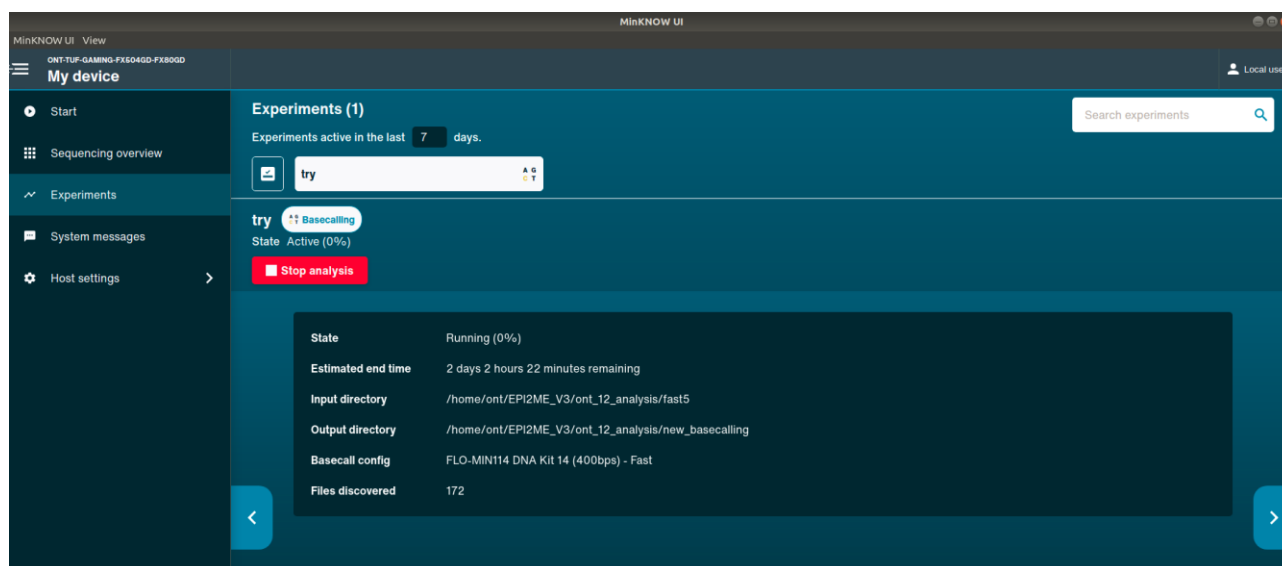 MinKNOW UI
MinKNOW UI View
ONT-TUF-GAMING-FX504GD-FX80GD
My device
Local use
Start
Sequencing overview
Experiments
System messages
Host settings
Experiments (1)
Search experiments
Experiments active in the last 7 days.
try A G C T
try Basecalling
State Active (0%)
Stop analysis
State Running (0%)
Estimated end time 2 days 2 hours 22 minutes remaining
Input directory /home/ont/EPI2ME_V3/ont_12_analysis/fast5
Output directory /home/ont/EPI2ME_V3/ont_12_analysis/new_basecalling
Basecall config FLO-MIN114 DNA Kit 14 (400bps) - Fast
Files discovered 172